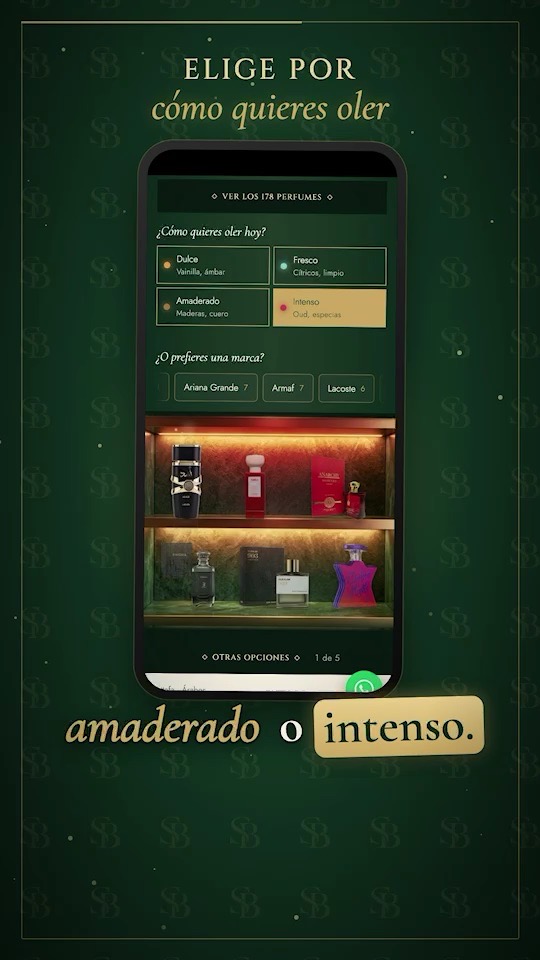 ELIGE POR
cómo quieres oler
VER LOS 178 PERFUMES
¿Cómo quieres oler hoy?
Dulce
Vainilla, ámbar
Fresco
Cítricos, limpio
Amaderado
Maderas, cuero
Intenso
Oud, especias
¿O prefieres una marca?
Ariana Grande 7
Armaf 7
Lacoste 6
OTRAS OPCIONES 1 de 5
amaderado o intenso.